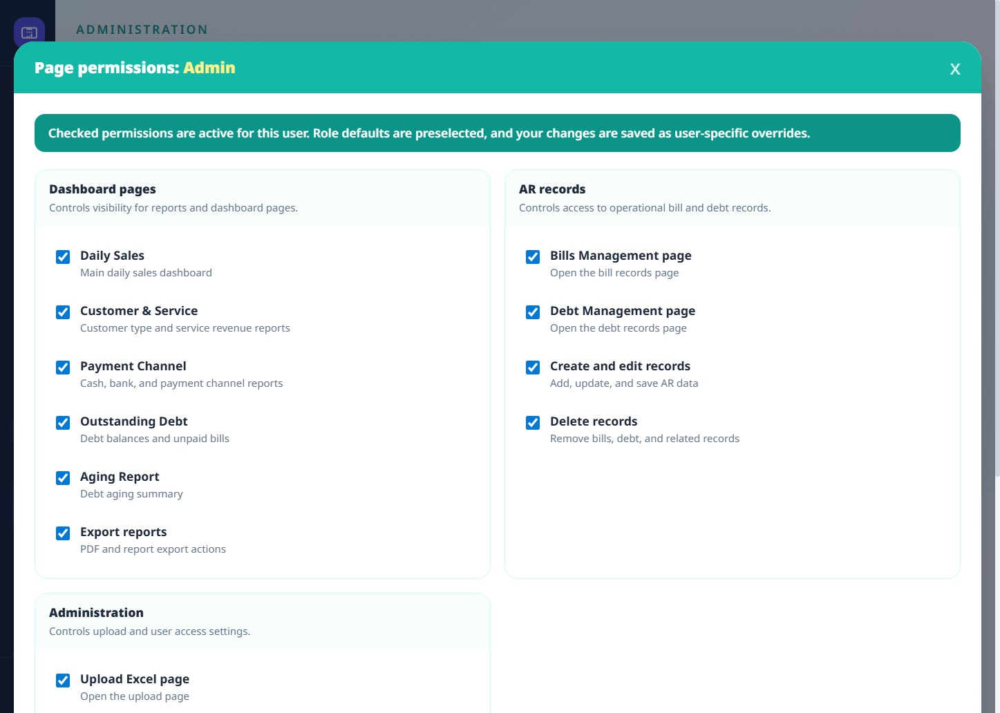 ADMINISTRATION
Page permissions: Admin
X
Checked permissions are active for this user. Role defaults are preselected, and your changes are saved as user-specific overrides.
Dashboard pages
Controls visibility for reports and dashboard pages.
Daily Sales
Main daily sales dashboard
Customer & Service
Customer type and service revenue reports
Payment Channel
Cash, bank, and payment channel reports
Outstanding Debt
Debt balances and unpaid bills
Aging Report
Debt aging summary
Export reports
PDF and report export actions
AR records
Controls access to operational bill and debt records.
Bills Management page
Open the bill records page
Debt Management page
Open the debt records page
Create and edit records
Add, update, and save AR data
Delete records
Remove bills, debt, and related records
Administration
Controls upload and user access settings.
Upload Excel page
Open the upload page